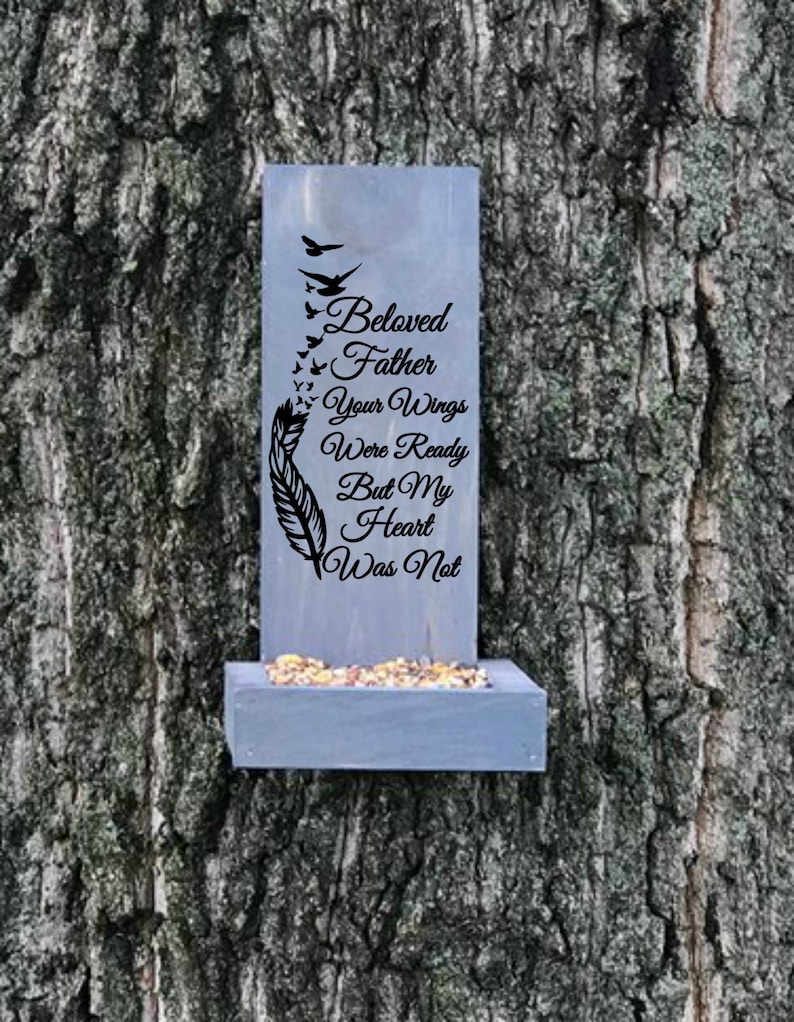 Beloved
Father
Your Wings
Were Ready
But My
Heart
Was Not